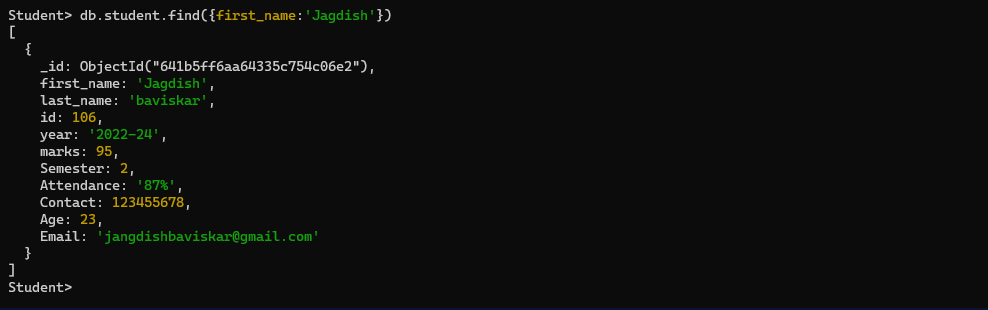 Student> db.student.find({first_name:'Jagdish'})
[
  {
    _id: ObjectId("641b5ff6aa64335c754c06e2"),
    first_name: 'Jagdish',
    last_name: 'baviskar',
    id: 106,
    year: '2022-24',
    marks: 95,
    Semester: 2,
    Attendance: '87%',
    Contact: 123455678,
    Age: 23,
    Email: 'jangdishbaviskar@gmail.com'
  }
]
Student>